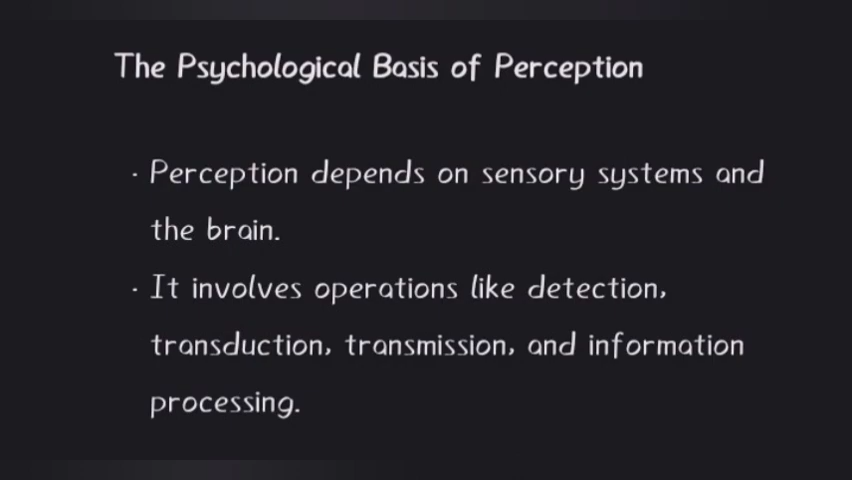 The Psychological Basis of Perception
· Perception depends on sensory systems and
the brain.
· It involves operations like detection,
transduction, transmission, and information
processing.